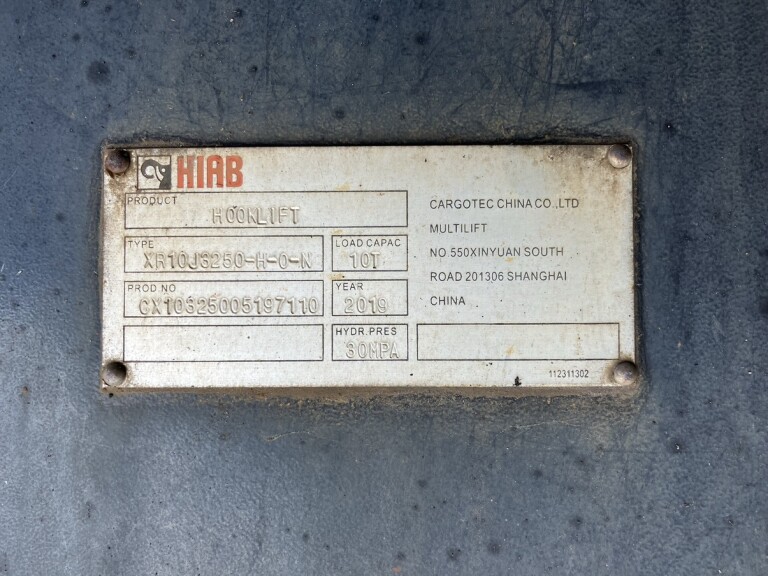 HIAB
PRODUCT
HOOKLIFT
TYPE
XR10J3250-H-O-N
LOAD CAPAC
10T
PROD NO
CX10325005197110
YEAR
2019
HYDR.PRES
30MPA
CARGOTEC CHINA CO.,LTD
MULTILIFT
NO.550XINYUAN SOUTH
ROAD 201306 SHANGHAI
CHINA
112311302